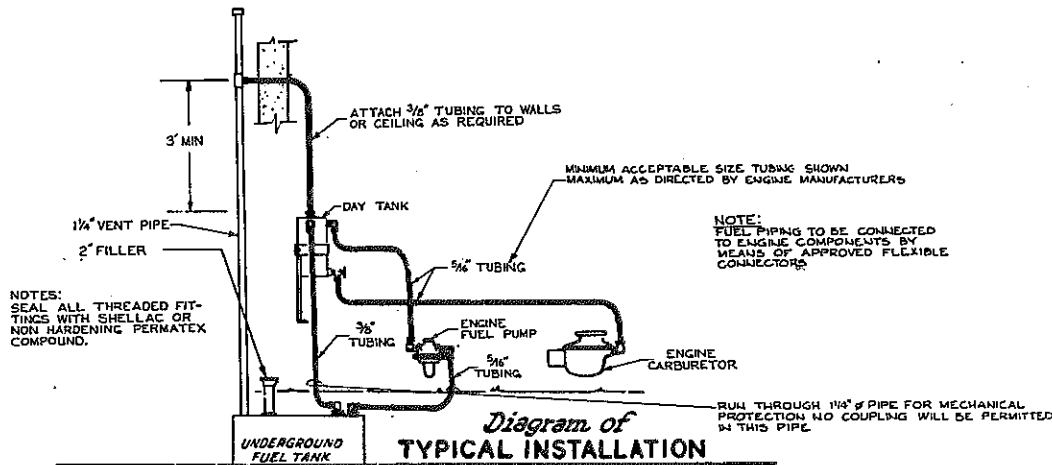 ATTACH 3/8" TUBING TO WALLS
OR CEILING AS REQUIRED
3' MIN
MINIMUM ACCEPTABLE SIZE TUBING SHOWN
MAXIMUM AS DIRECTED BY ENGINE MANUFACTURERS
DAY TANK
1 1/4" VENT PIPE
2" FILLER
NOTE:
FUEL PIPING TO BE CONNECTED
TO ENGINE COMPONENTS BY
MEANS OF APPROVED FLEXIBLE
CONNECTORS
5/16" TUBING
NOTES:
SEAL ALL THREADED FIT-
TINGS WITH SHELLAC OR
NON HARDENING PERMATEX
COMPOUND.
3/8"
TUBING
ENGINE
FUEL PUMP
5/16"
TUBING
ENGINE
CARBURETOR
RUN THROUGH 1 1/4" ø PIPE FOR MECHANICAL
PROTECTION NO COUPLING WILL BE PERMITTED
IN THIS PIPE
UNDERGROUND
FUEL TANK
Diagram of
TYPICAL INSTALLATION